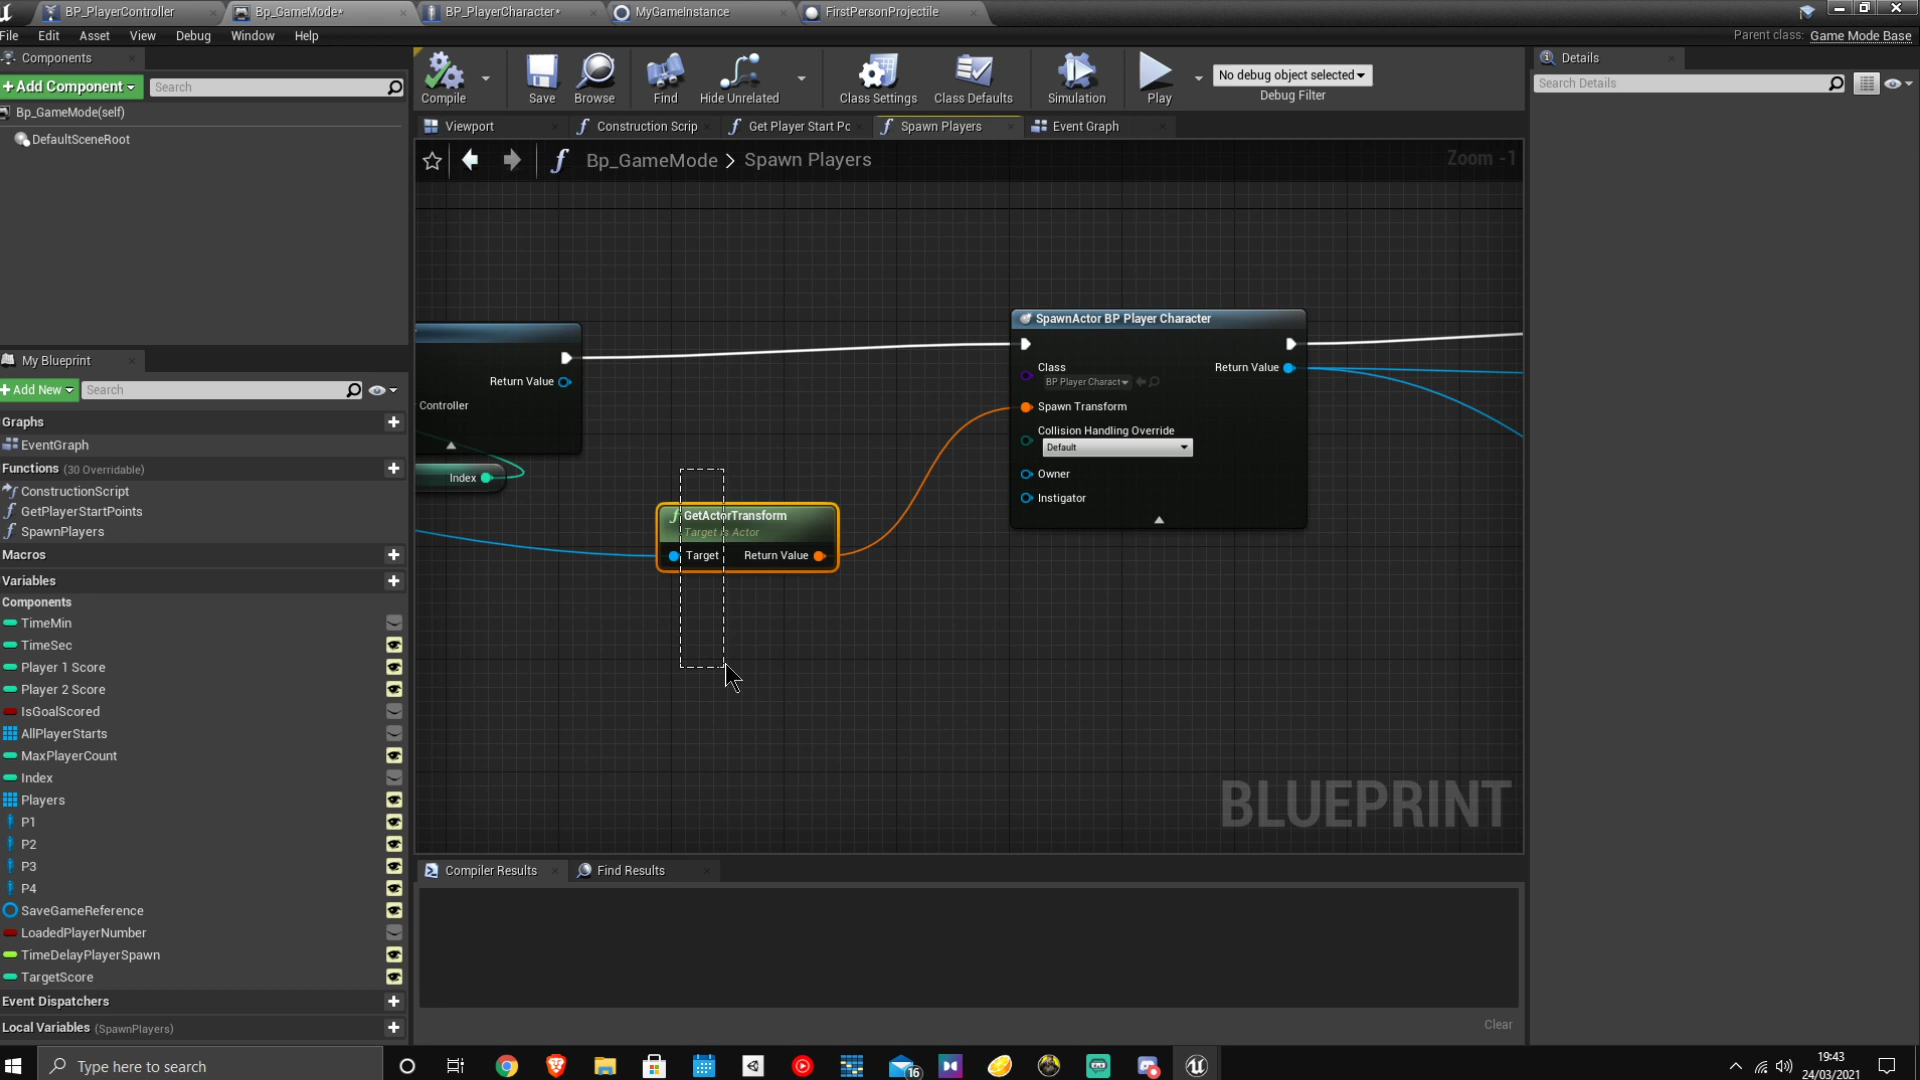 BP_PlayerController
Bp_GameMode*
BP_PlayerCharacter*
MyGameInstance
FirstPersonProjectile
File Edit Asset View Debug Window Help
Parent class: Game Mode Base
Components
+Add Component
Search
Bp_GameMode(self)
DefaultSceneRoot
Compile
Save
Browse
Find
Hide Unrelated
Class Settings
Class Defaults
Simulation
Play
No debug object selected
Debug Filter
Details
Search Details
Viewport
Construction Scrip
Get Player Start Pc
Spawn Players
Event Graph
Bp_GameMode > Spawn Players
Zoom -1
My Blueprint
+Add New
Search
Graphs
EventGraph
Functions (30 Overridable)
ConstructionScript
GetPlayerStartPoints
SpawnPlayers
Macros
Variables
Components
TimeMin
TimeSec
Player 1 Score
Player 2 Score
IsGoalScored
AllPlayerStarts
MaxPlayerCount
Index
Players
P1
P2
P3
P4
SaveGameReference
LoadedPlayerNumber
TimeDelayPlayerSpawn
TargetScore
Event Dispatchers
Local Variables (SpawnPlayers)
Return Value
Controller
Index
GetActorTransform
Target is Actor
Target Return Value
SpawnActor BP Player Character
Class
BP Player Charact
Return Value
Spawn Transform
Collision Handling Override
Default
Owner
Instigator
BLUEPRINT
Compiler Results
Find Results
Clear
Type here to search
16
19:43
24/03/2021